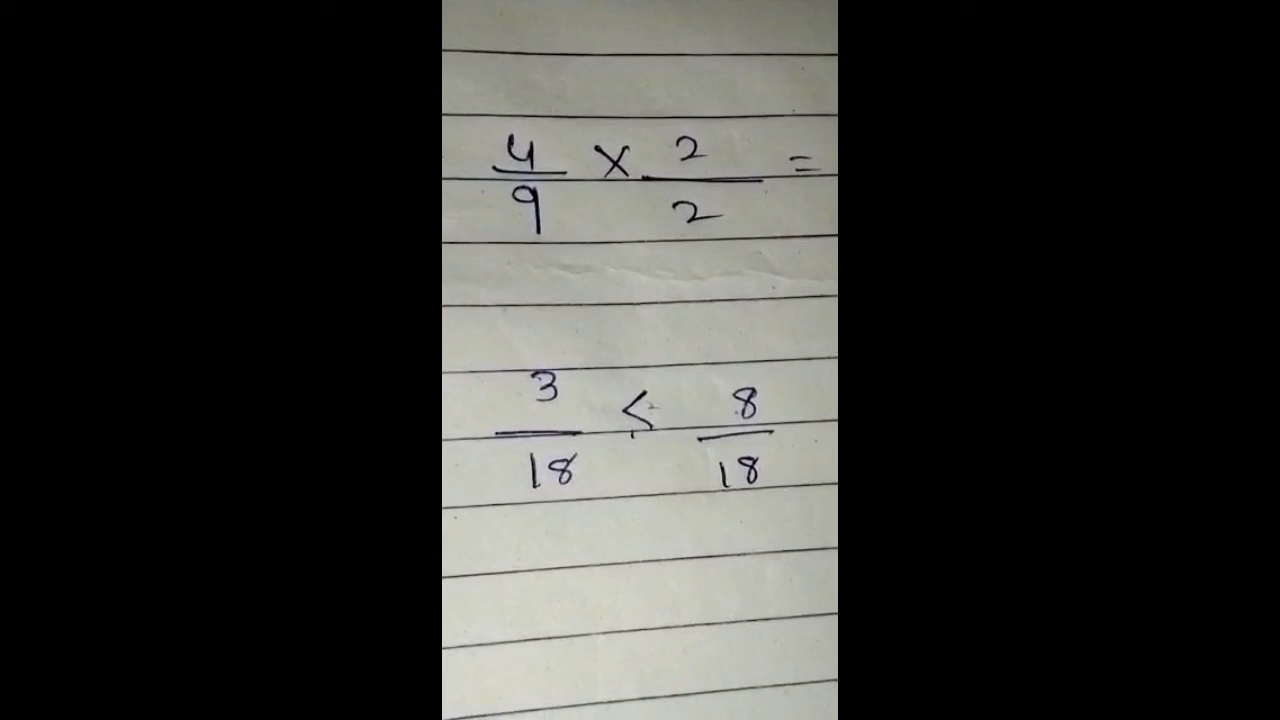 4/9 × 2/2 =
3/18 < 8/18